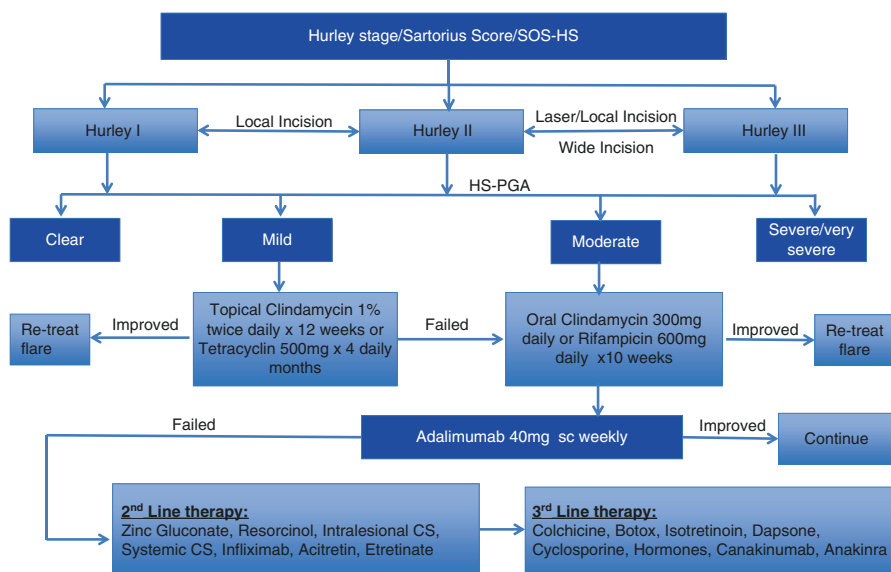 Hurley stage/Sartorius Score/SOS-HS
Hurley I
Local Incision
Hurley II
Laser/Local Incision
Wide Incision
Hurley III
HS-PGA
Clear
Mild
Moderate
Severe/very
severe
Re-treat
flare
Improved
Topical Clindamycin 1%
twice daily x 12 weeks or
Tetracyclin 500mg x 4 daily
months
Failed
Oral Clindamycin 300mg
daily or Rifampicin 600mg
daily x10 weeks
Improved
Re-treat
flare
Failed
Adalimumab 40mg sc weekly
Improved
Continue
2nd Line therapy:
Zinc Gluconate, Resorcinol, Intralesional CS,
Systemic CS, Infliximab, Acitretin, Etretinate
3rd Line therapy:
Colchicine, Botox, Isotretinoin, Dapsone,
Cyclosporine, Hormones, Canakinumab, Anakinra